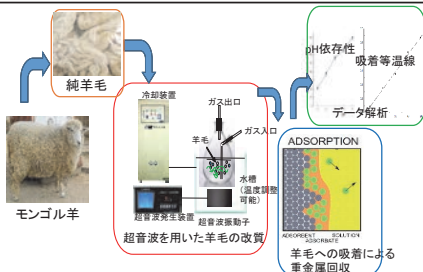 純羊毛
モンゴル羊
冷却装置
ガス出口
ガス入口
羊毛
水槽
(温度調整
可能)
超音波発生装置
超音波振動子
超音波を用いた羊毛の改質
pH依存性
吸着等温線
データ解析
ADSORPTION
ADSORBENT
SOLUTION
ADSORBATE
羊毛への吸着による
重金属回収